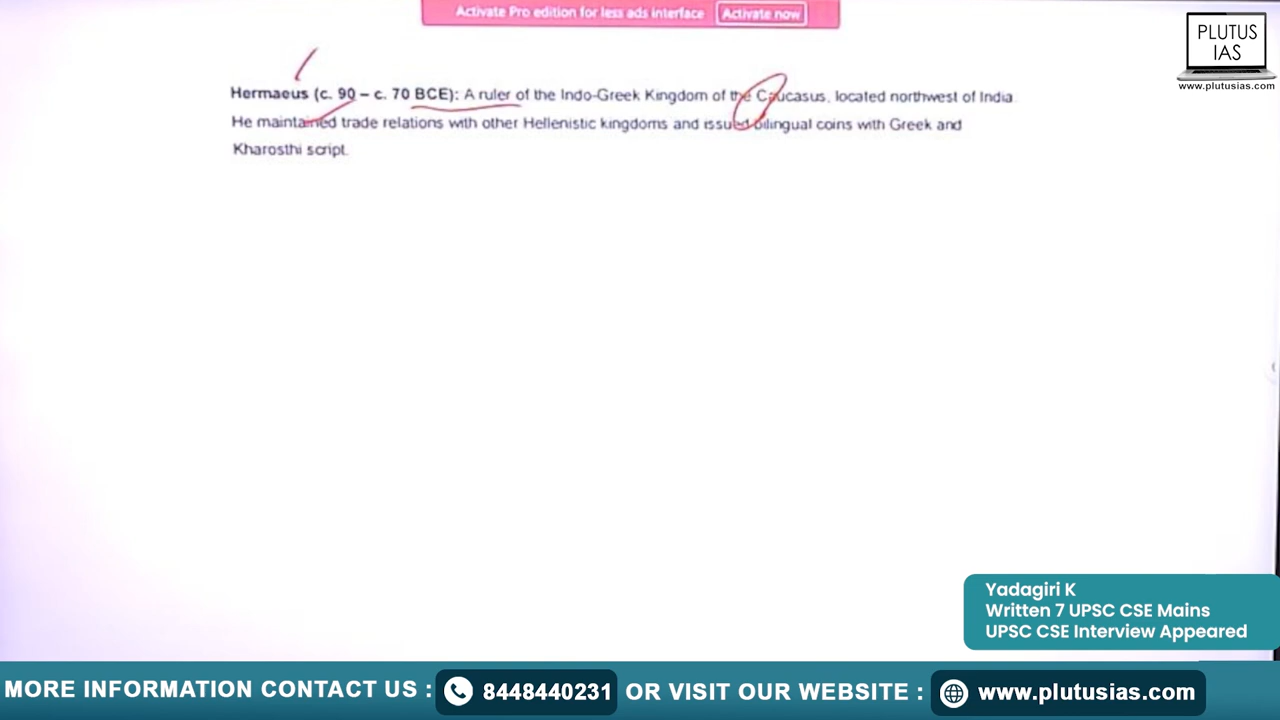 Activate Pro edition for less ads interface Activate now
PLUTUS
IAS
www.plutusias.com
Hermaeus (c. 90 – c. 70 BCE): A ruler of the Indo-Greek Kingdom of the Caucasus, located northwest of India
He maintained trade relations with other Hellenistic kingdoms and issued bilingual coins with Greek and
Kharosthi script.
Yadagiri K
Written 7 UPSC CSE Mains
UPSC CSE Interview Appeared
MORE INFORMATION CONTACT US : 8448440231 OR VISIT OUR WEBSITE : www.plutusias.com